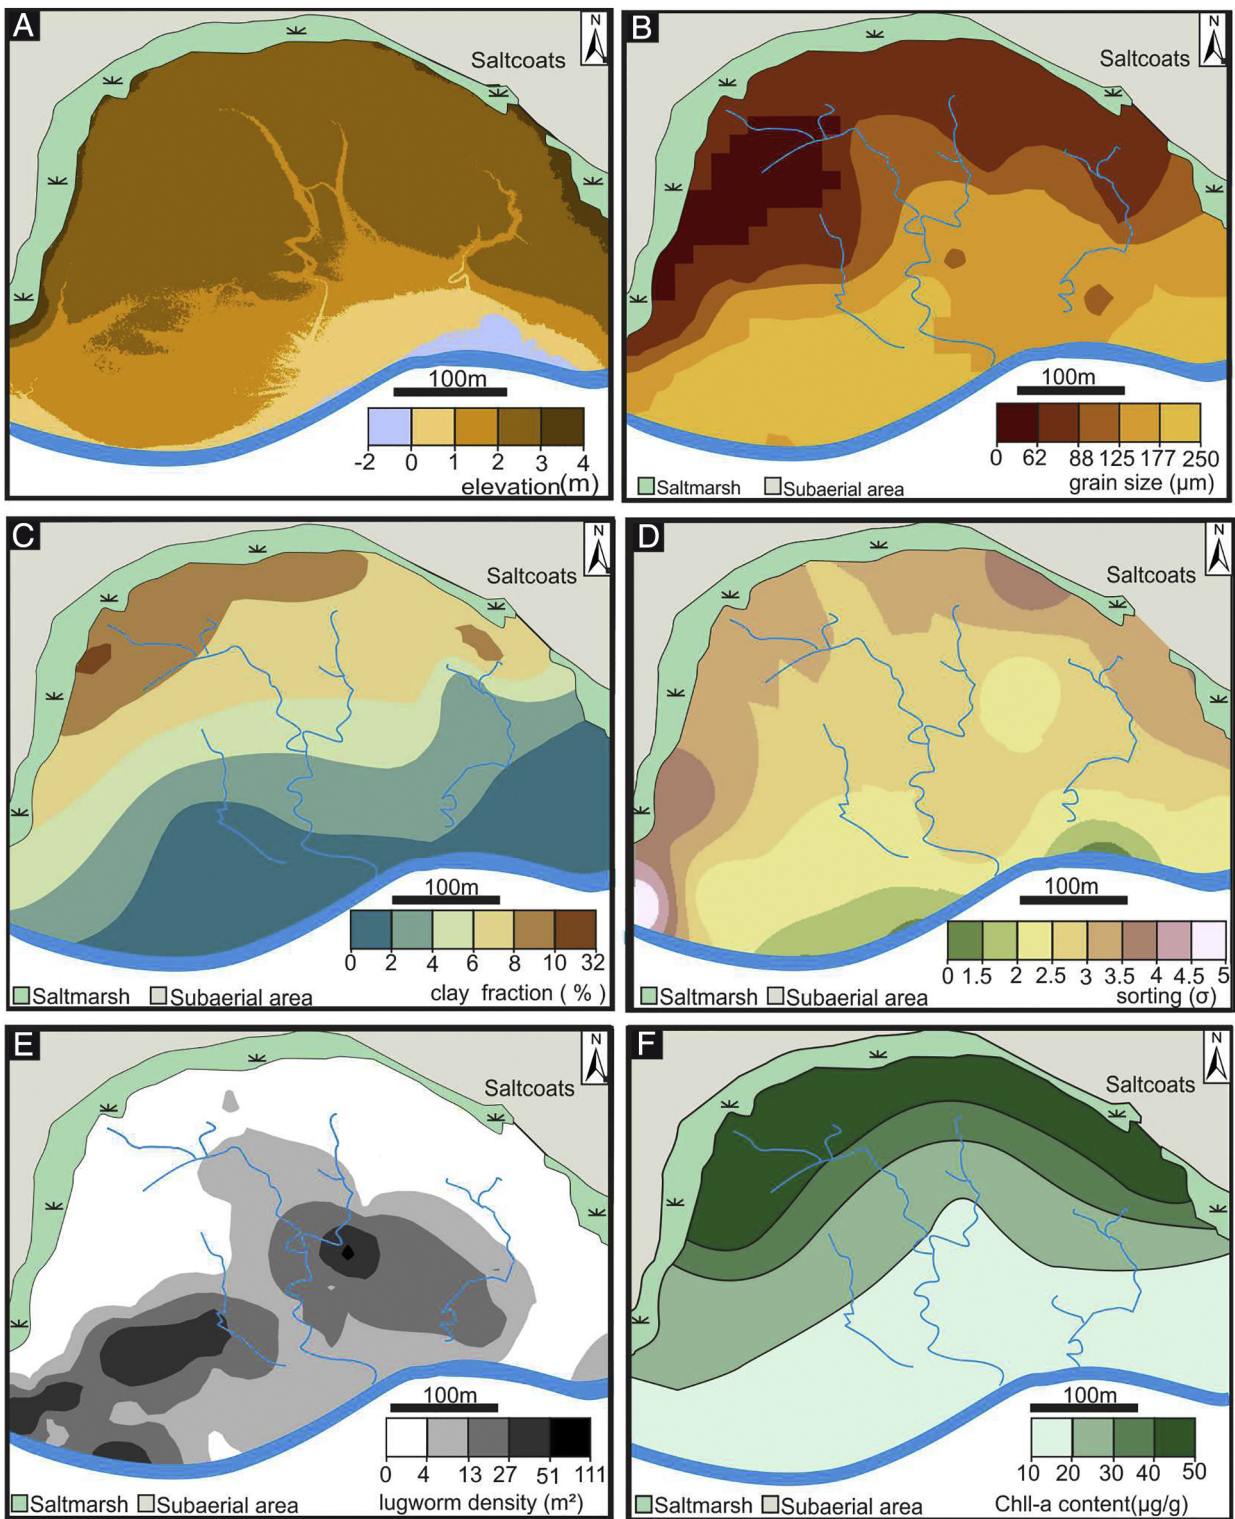 A
N
Saltcoats
100m
-2 0 1 2 3 4
elevation(m)
B
N
Saltcoats
100m
0 62 88 125 177 250
grain size (µm)
Saltmarsh Subaerial area
C
N
Saltcoats
100m
0 2 4 6 8 10 32
clay fraction ( % )
Saltmarsh Subaerial area
D
N
Saltcoats
100m
0 1.5 2 2.5 3 3.5 4 4.5 5
sorting (σ)
Saltmarsh Subaerial area
E
N
Saltcoats
100m
0 4 13 27 51 111
lugworm density (m²)
Saltmarsh Subaerial area
F
N
Saltcoats
100m
10 20 30 40 50
Chll-a content(µg/g)
Saltmarsh Subaerial area